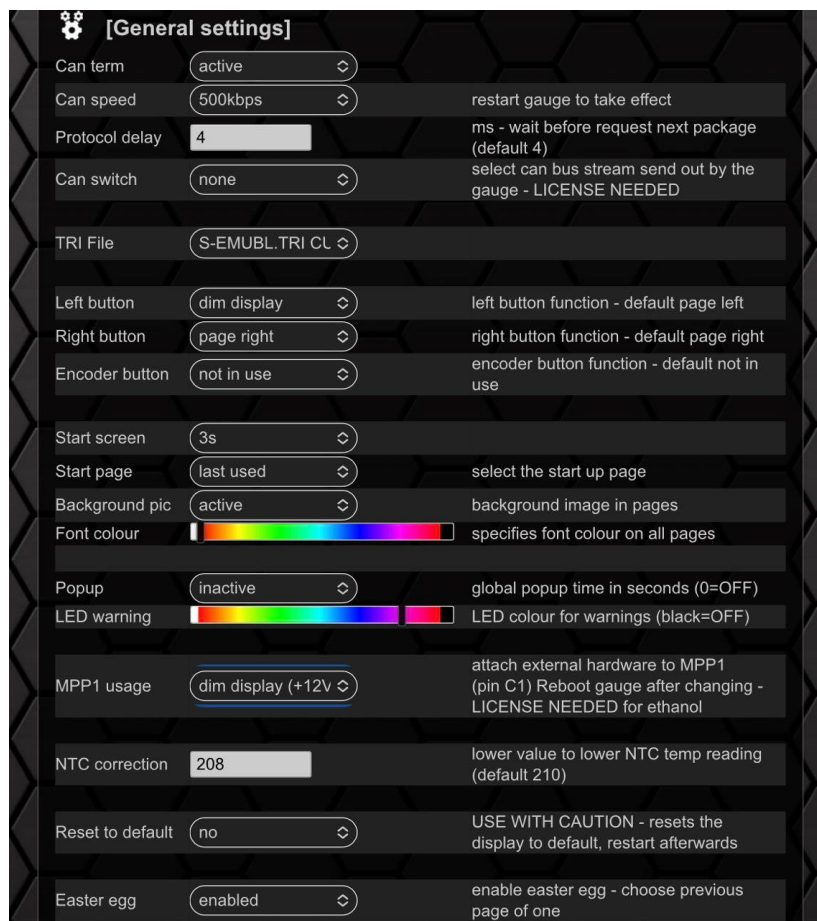 [General settings]
Can term active
Can speed 500kbps restart gauge to take effect
Protocol delay 4 ms - wait before request next package
(default 4)
Can switch none select can bus stream send out by the
gauge - LICENSE NEEDED
TRI File S-EMUBL.TRI CU
Left button dim display left button function - default page left
Right button page right right button function - default page right
Encoder button not in use encoder button function - default not in
use
Start screen 3s
Start page last used select the start up page
Background pic active background image in pages
Font colour specifies font colour on all pages
Popup inactive global popup time in seconds (0=OFF)
LED warning LED colour for warnings (black=OFF)
MPP1 usage dim display (+12V attach external hardware to MPP1
(pin C1) Reboot gauge after changing -
LICENSE NEEDED for ethanol
NTC correction 208 lower value to lower NTC temp reading
(default 210)
Reset to default no USE WITH CAUTION - resets the
display to default, restart afterwards
Easter egg enabled enable easter egg - choose previous
page of one